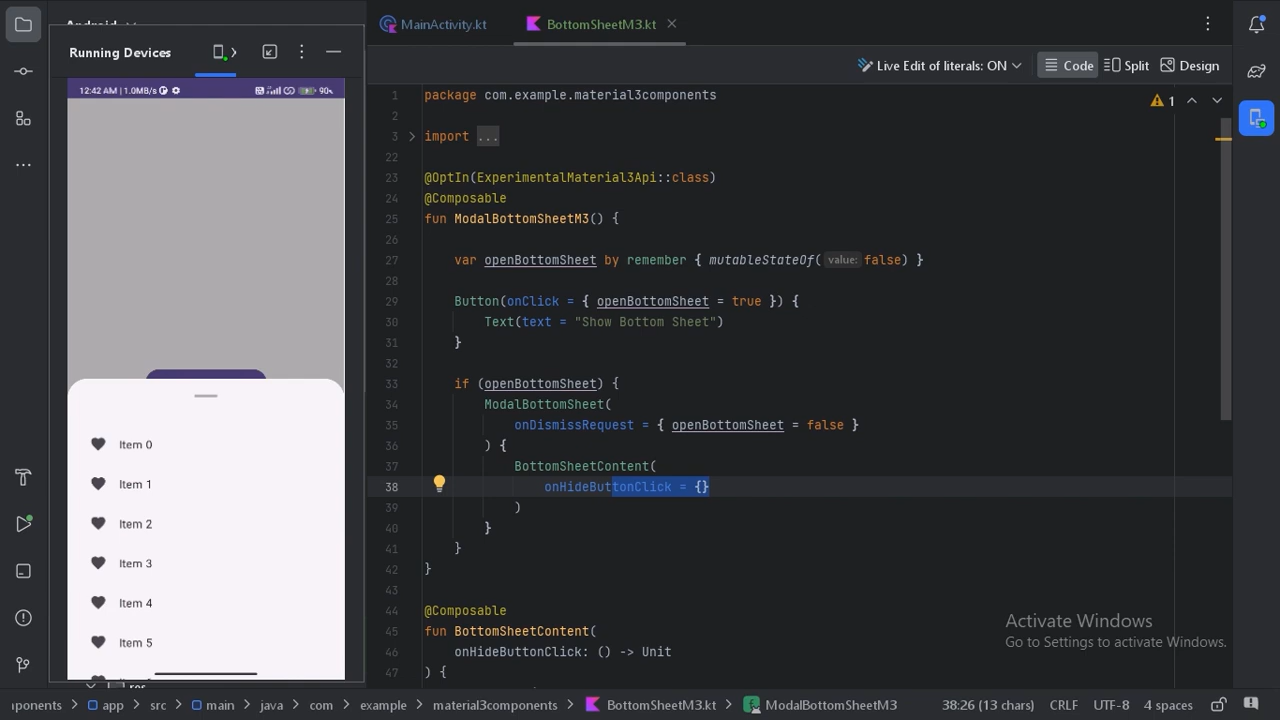 Android
MainActivity.kt
BottomSheetM3.kt
Running Devices
Live Edit of literals: ON
Code
Split
Design
12:42 AM | 1.0MB/s
90%
1 package com.example.material3components
1
2
3 import ...
22
23 @OptIn(ExperimentalMaterial3Api::class)
24 @Composable
25 fun ModalBottomSheetM3() {
26
27 var openBottomSheet by remember { mutableStateOf( value: false) }
28
29 Button(onClick = { openBottomSheet = true }) {
30 Text(text = "Show Bottom Sheet")
31 }
32
33 if (openBottomSheet) {
34 ModalBottomSheet(
35 onDismissRequest = { openBottomSheet = false }
36 ) {
37 BottomSheetContent(
38 onHideButtonClick = {}
39 )
40 }
41 }
42 }
43
44 @Composable
45 fun BottomSheetContent(
46 onHideButtonClick: () -> Unit
47 ) {
Item 0
Item 1
Item 2
Item 3
Item 4
Item 5
res
Activate Windows
Go to Settings to activate Windows.
ponents > app > src > main > java > com > example > material3components > BottomSheetM3.kt > ModalBottomSheetM3
38:26 (13 chars)
CRLF
UTF-8
4 spaces